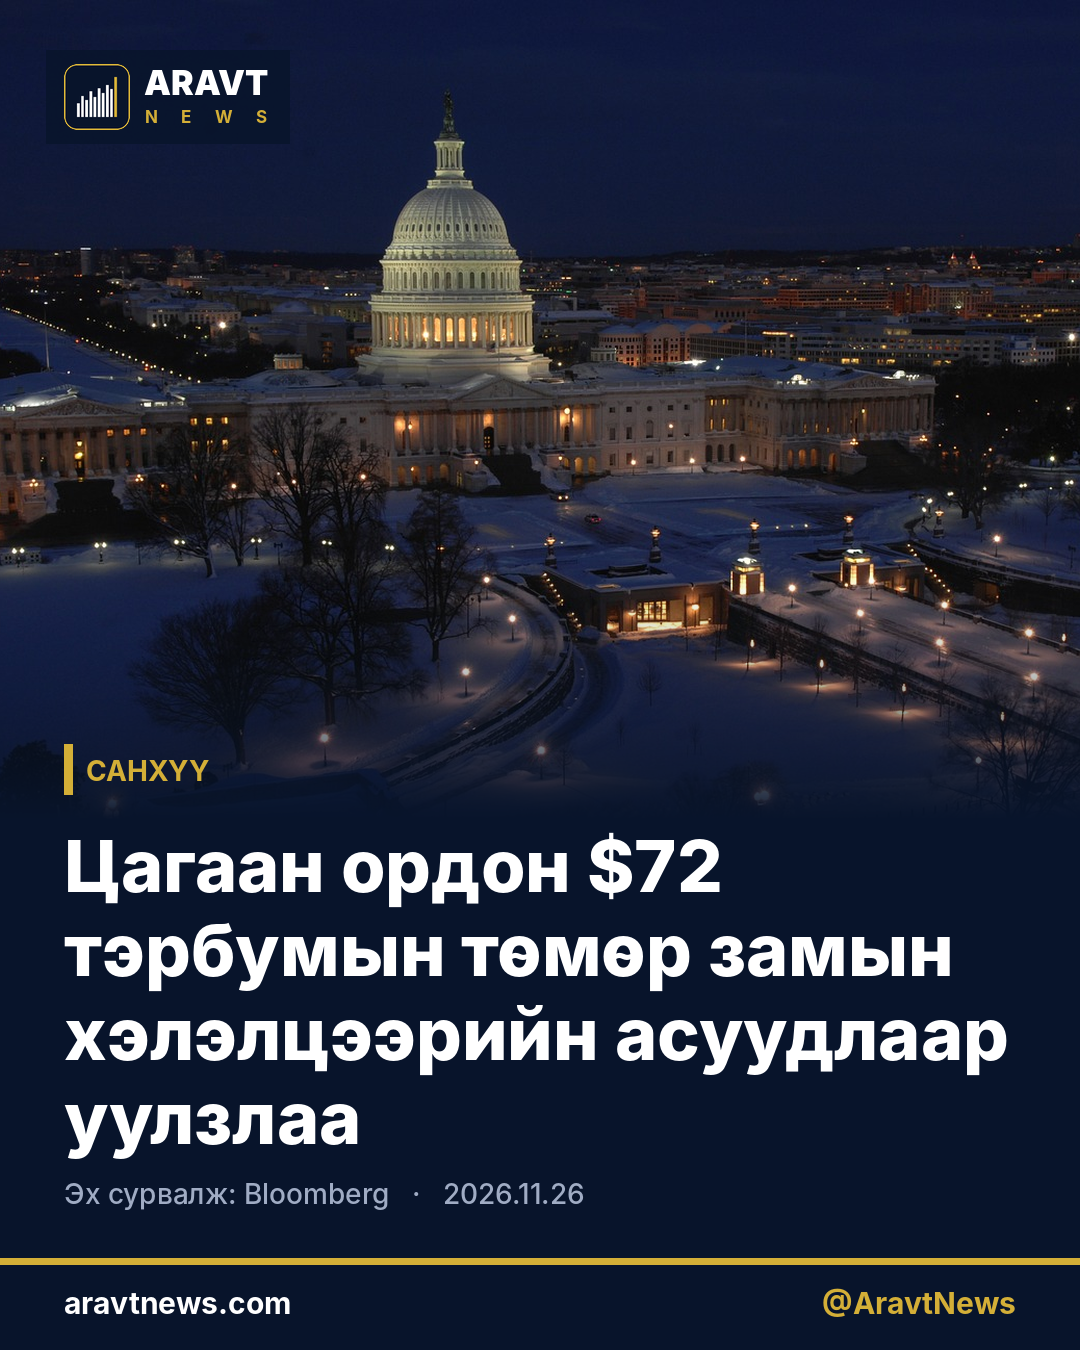 ARAVT
NEWS
САНХҮҮ
Цагаан ордон $72
тэрбумын төмөр замын
хэлэлцээрийн асуудлаар
уулзлаа
Эх сурвалж: Bloomberg · 2026.11.26
aravtnews.com
@AravtNews